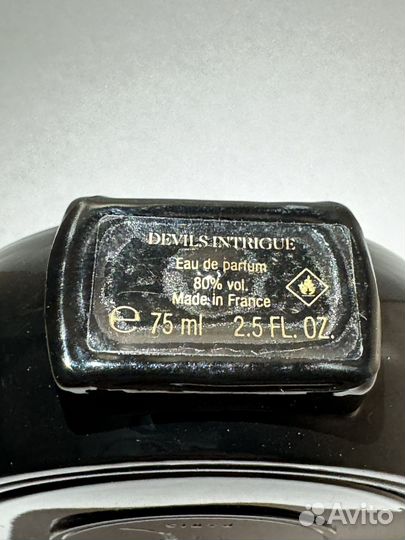 DEVILS INTRIGUE
Eau de parfum
80% vol.
Made in France
℮ 75 ml 2.5 FL. OZ.
Avito